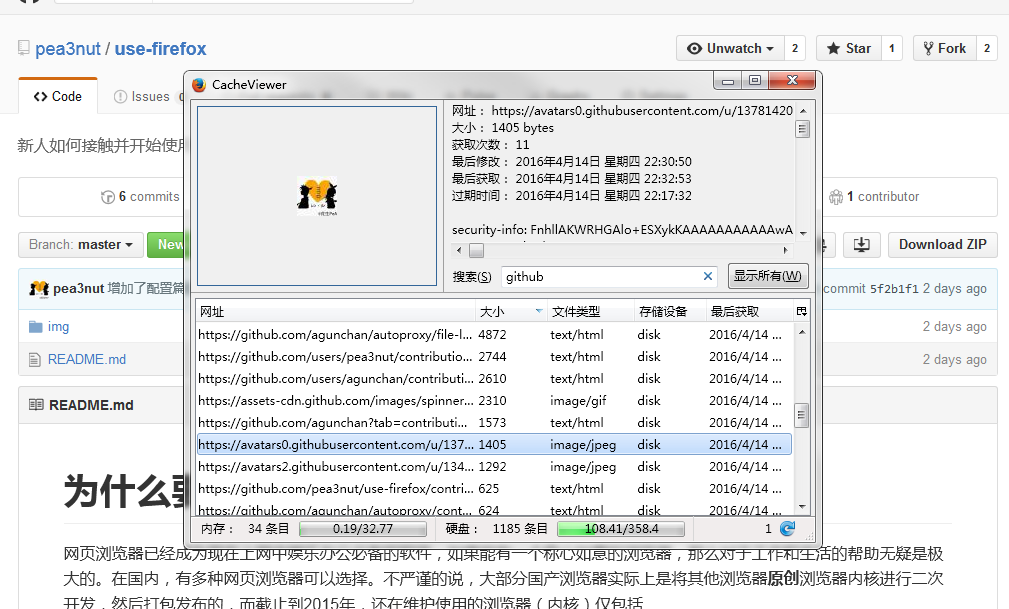 pea3nut / use-firefox
Unwatch 2
Star 1
Fork 2
Code
Issues
CacheViewer
新人如何接触并开始使用
6 commits
1 contributor
Branch: master
New
Download ZIP
pea3nut 增加了配置篇
commit 5f2b1f1 2 days ago
img
2 days ago
README.md
2 days ago
README.md
网址： https://avatars0.githubusercontent.com/u/13781420
大小： 1405 bytes
获取次数： 11
最后修改： 2016年4月14日 星期四 22:30:50
最后获取： 2016年4月14日 星期四 22:32:53
过期时间： 2016年4月14日 星期四 22:17:32
security-info: FnhllAKWRHGAlo+ESXykKAAAAAAAAAAAwA
搜索(S) github 显示所有(W)
网址 大小 文件类型 存储设备 最后获取
https://github.com/agunchan/autoproxy/file-l... 4872 text/html disk 2016/4/14 ...
https://github.com/users/pea3nut/contributio... 2744 text/html disk 2016/4/14 ...
https://github.com/users/agunchan/contributi... 2610 text/html disk 2016/4/14 ...
https://assets-cdn.github.com/images/spinner... 2310 image/gif disk 2016/4/14 ...
https://github.com/agunchan?tab=contributi... 1573 text/html disk 2016/4/14 ...
https://avatars0.githubusercontent.com/u/137... 1405 image/jpeg disk 2016/4/14 ...
https://avatars2.githubusercontent.com/u/134... 1292 image/jpeg disk 2016/4/14 ...
https://github.com/pea3nut/use-firefox/contri... 625 text/html disk 2016/4/14 ...
https://github.com/agunchan/autoproxy/cont... 624 text/html disk 2016/4/14 ...
内存： 34 条目 0.19/32.77 硬盘： 1185 条目 108.41/358.4 1
为什么要
网页浏览器已经成为现在上网中娱乐办公必备的软件，如果能有一个称心如意的浏览器，那么对于工作和生活的帮助无疑是极
大的。在国内，有多种网页浏览器可以选择。不严谨的说，大部分国产浏览器实际上是将其他浏览器原创浏览器内核进行二次
开发，然后打包发布的，而截止到2015年，还在维护使用的浏览器（内核）仅包括